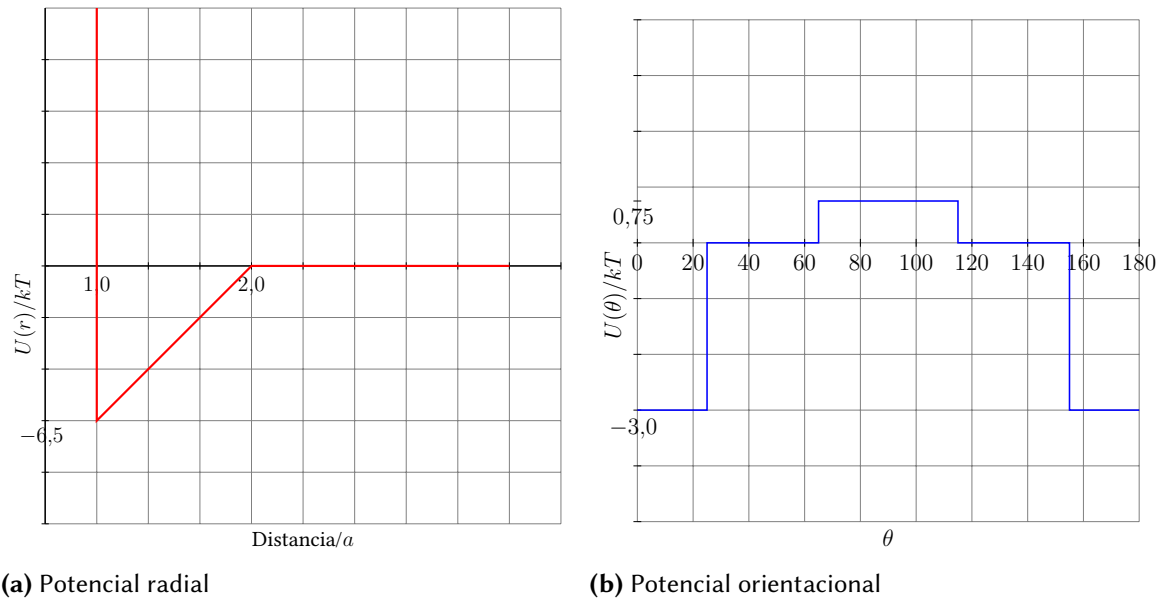 U(r)/kT
1,0
2,0
−6,5
Distancia/a
(a) Potencial radial
U(θ)/kT
0,75
0 20 40 60 80 100 120 140 160 180
−3,0
θ
(b) Potencial orientacional